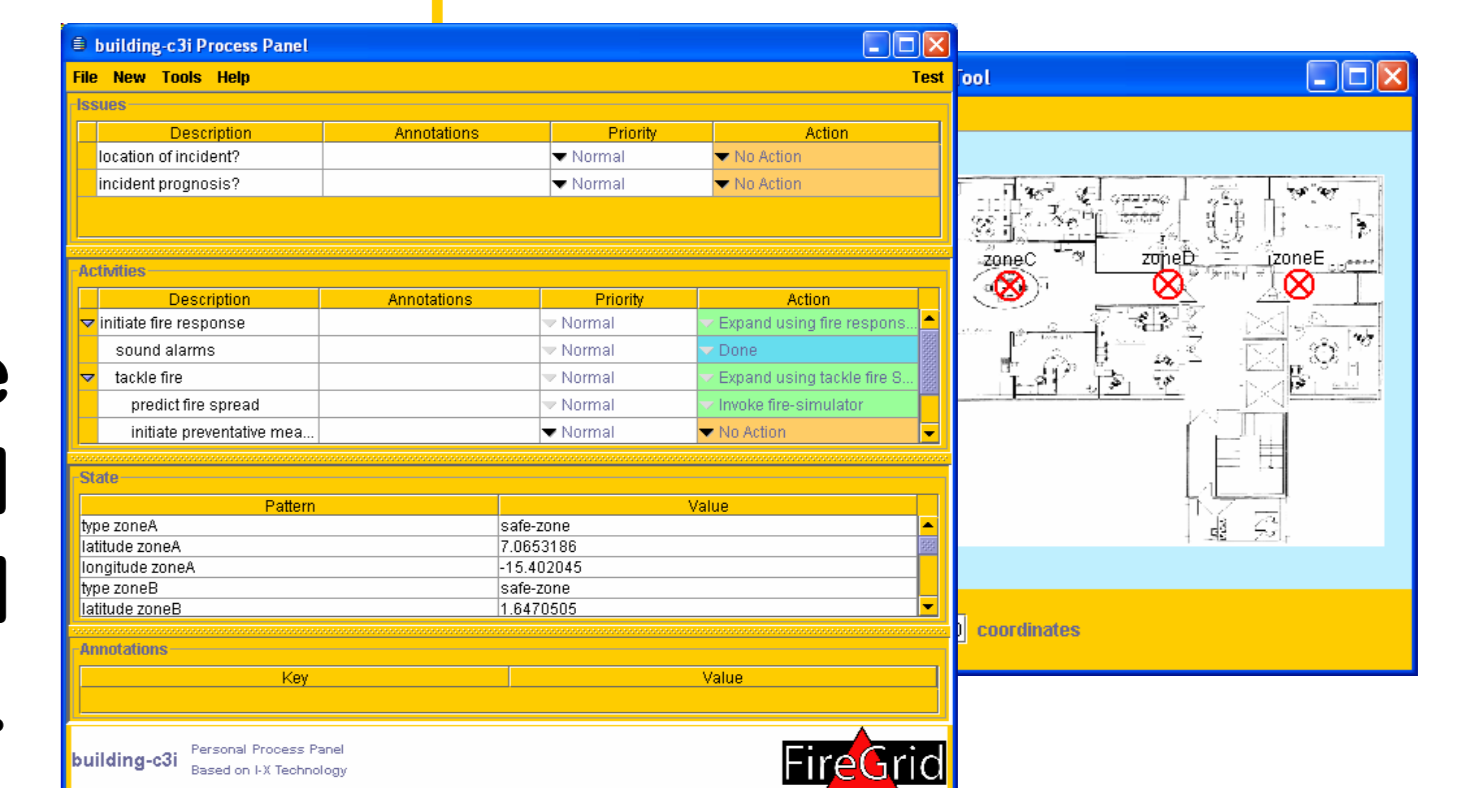 building-c3i Process Panel
File New Tools Help Test
Issues
Description Annotations Priority Action
location of incident? Normal No Action
incident prognosis? Normal No Action
Activities
Description Annotations Priority Action
initiate fire response Normal Expand using fire respons...
sound alarms Normal Done
tackle fire Normal Expand using tackle fire S...
predict fire spread Normal Invoke fire-simulator
initiate preventative mea... Normal No Action
State
Pattern Value
type zoneA safe-zone
latitude zoneA 7.0653186
longitude zoneA -15.402045
type zoneB safe-zone
latitude zoneB 1.6470505
Annotations
Key Value
building-c3i
Personal Process Panel
Based on I-X Technology
FireGrid
zoneC zoneD zoneE
coordinates